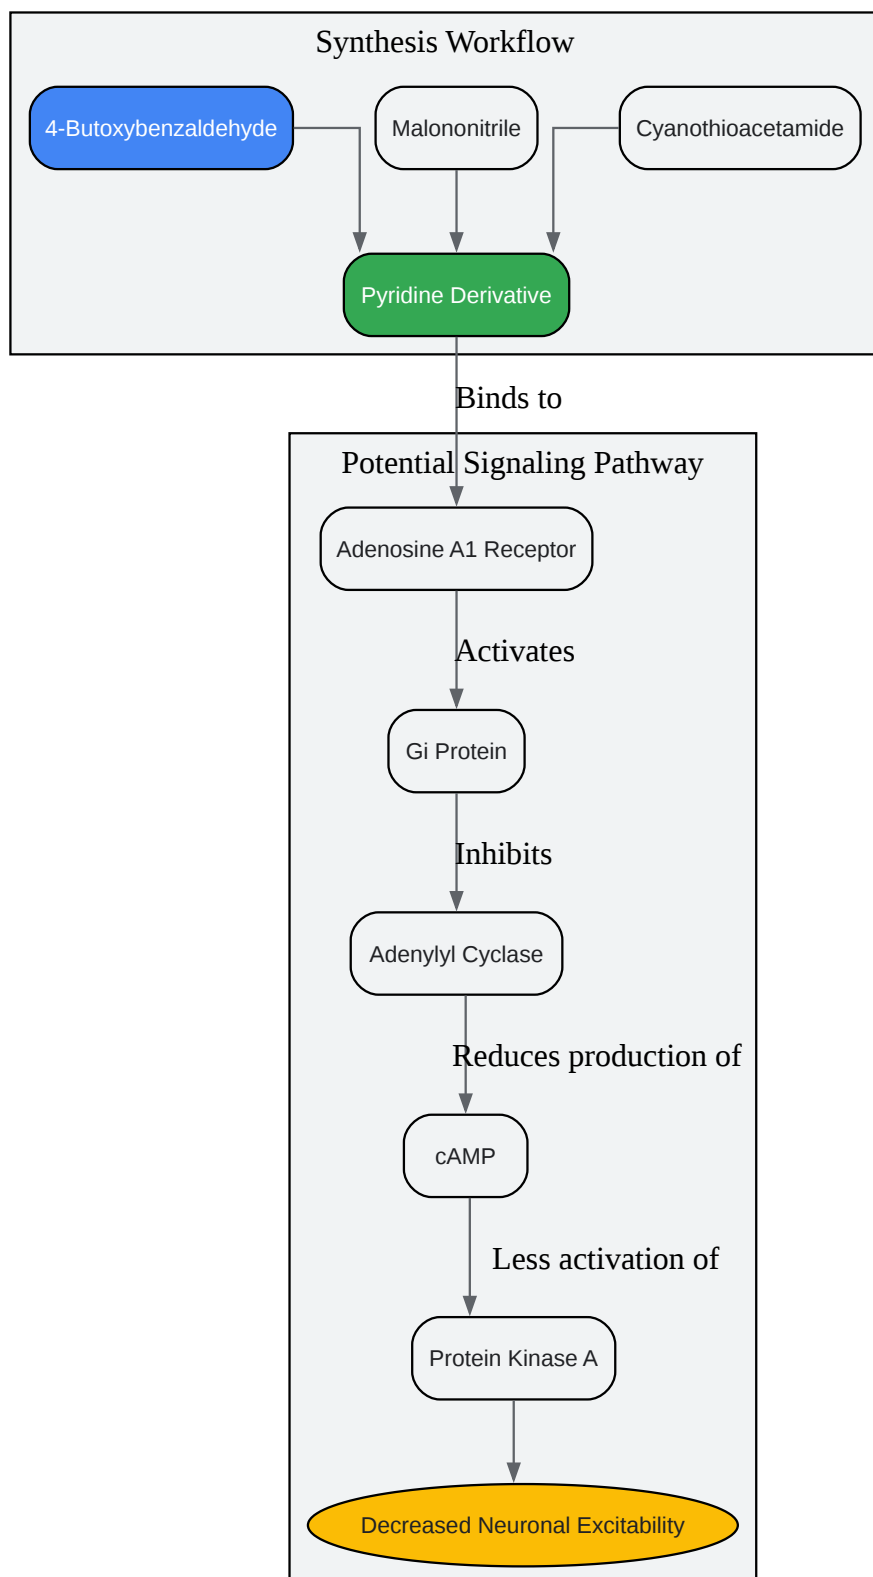 Synthesis Workflow
4-Butoxybenzaldehyde
Malononitrile
Cyanothioacetamide
Pyridine Derivative
Binds to
Potential Signaling Pathway
Adenosine A1 Receptor
Activates
Gi Protein
Inhibits
Adenylyl Cyclase
Reduces production of
cAMP
Less activation of
Protein Kinase A
Decreased Neuronal Excitability